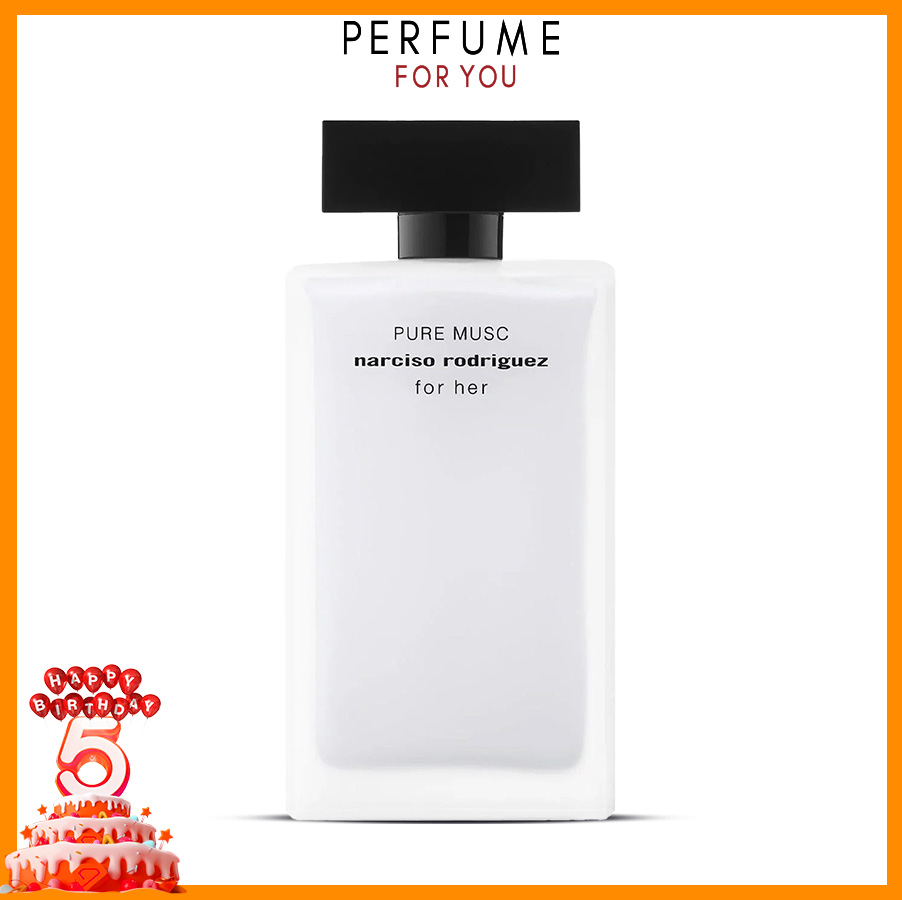 PERFUME
FOR YOU
PURE MUSC
narciso rodriguez
for her
HAPPY
BIRTHDAY
5